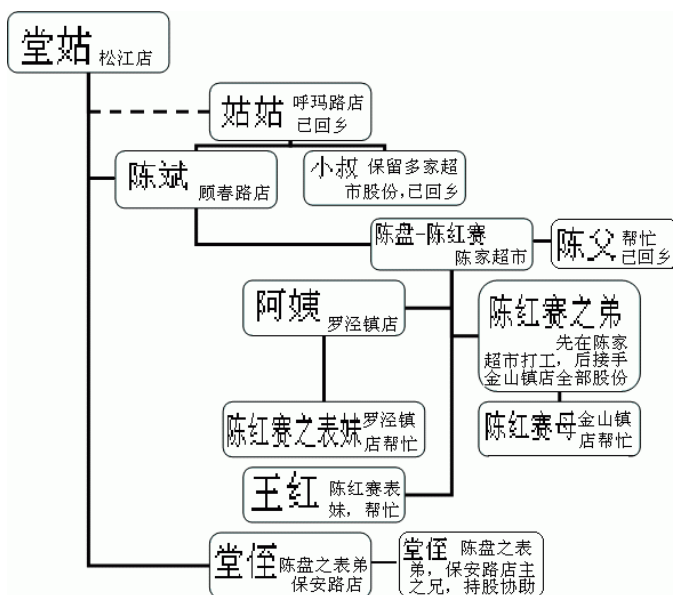 堂姑 松江店
姑姑 呼玛路店
已回乡
陈斌 顾春路店
小叔 保留多家超
市股份,已回乡
陈盘-陈红赛
陈家超市
陈父 帮忙
已回乡
阿姨 罗泾镇店
陈红赛之弟
先在陈家
超市打工，后接手
金山镇店全部股份
陈红赛之表妹 罗泾镇
店帮忙
陈红赛母 金山镇
店帮忙
王红 陈红赛表
妹，帮忙
堂侄 陈盘之表弟
保安路店
堂侄 陈盘之表
弟，保安路店主
之兄，持股协助